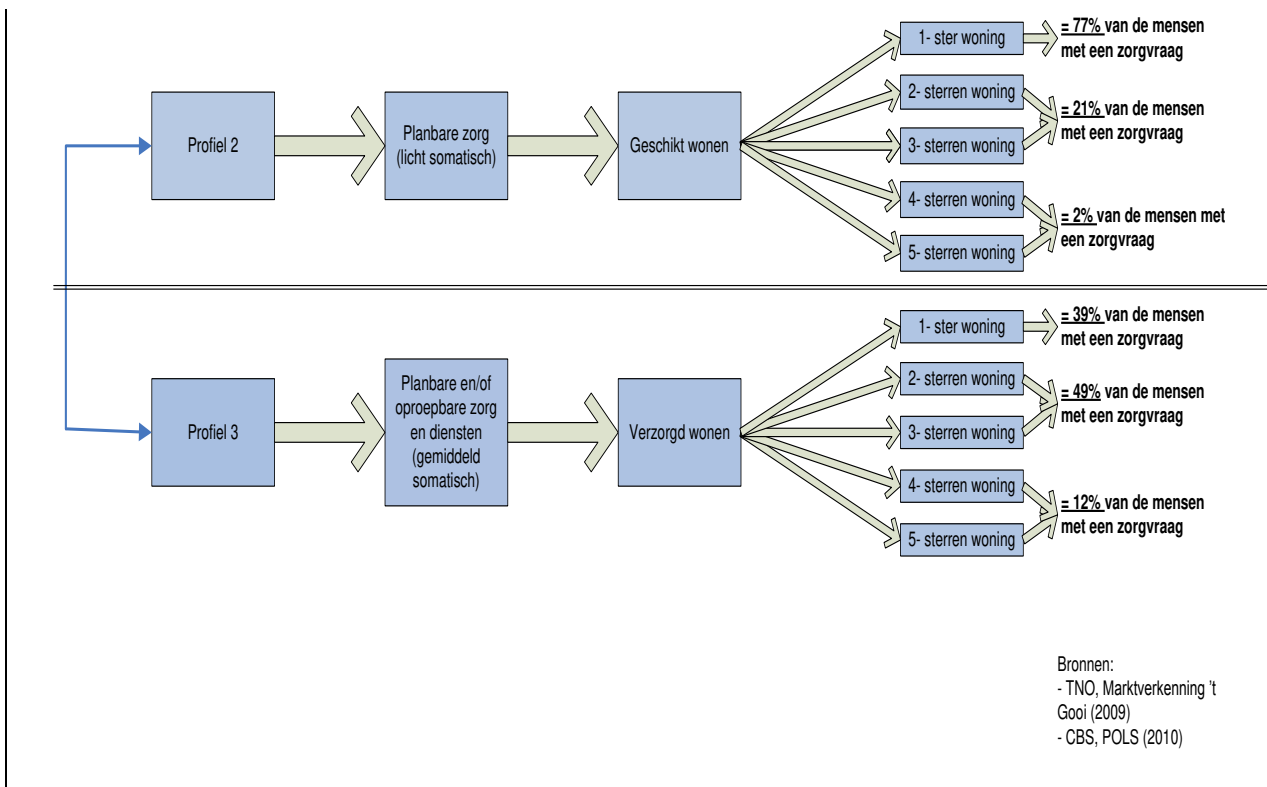 1- ster woning
= 77% van de mensen
met een zorgvraag
Profiel 2
Planbare zorg
(licht somatisch)
Geschikt wonen
2- sterren woning
3- sterren woning
= 21% van de mensen
met een zorgvraag
4- sterren woning
5- sterren woning
= 2% van de mensen met
een zorgvraag
1- ster woning
= 39% van de mensen
met een zorgvraag
Profiel 3
Planbare en/of
oproepbare zorg
en diensten
(gemiddeld
somatisch)
Verzorgd wonen
2- sterren woning
3- sterren woning
= 49% van de mensen
met een zorgvraag
4- sterren woning
5- sterren woning
= 12% van de mensen
met een zorgvraag
Bronnen:
- TNO, Marktverkenning ’t
Gooi (2009)
- CBS, POLS (2010)